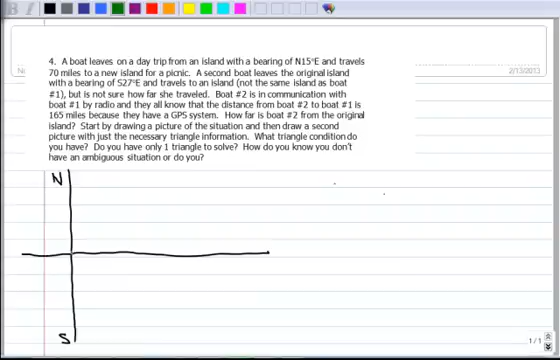 2/13/2013
4. A boat leaves on a day trip from an island with a bearing of N15°E and travels
70 miles to a new island for a picnic. A second boat leaves the original island
with a bearing of S27°E and travels to an island (not the same island as boat
#1), but is not sure how far she traveled. Boat #2 is in communication with
boat #1 by radio and they all know that the distance from boat #2 to boat #1 is
165 miles because they have a GPS system. How far is boat #2 from the original
island? Start by drawing a picture of the situation and then draw a second
picture with just the necessary triangle information. What triangle condition do
you have? Do you have only 1 triangle to solve? How do you know you don't
have an ambiguous situation or do you?
N
S
1/1